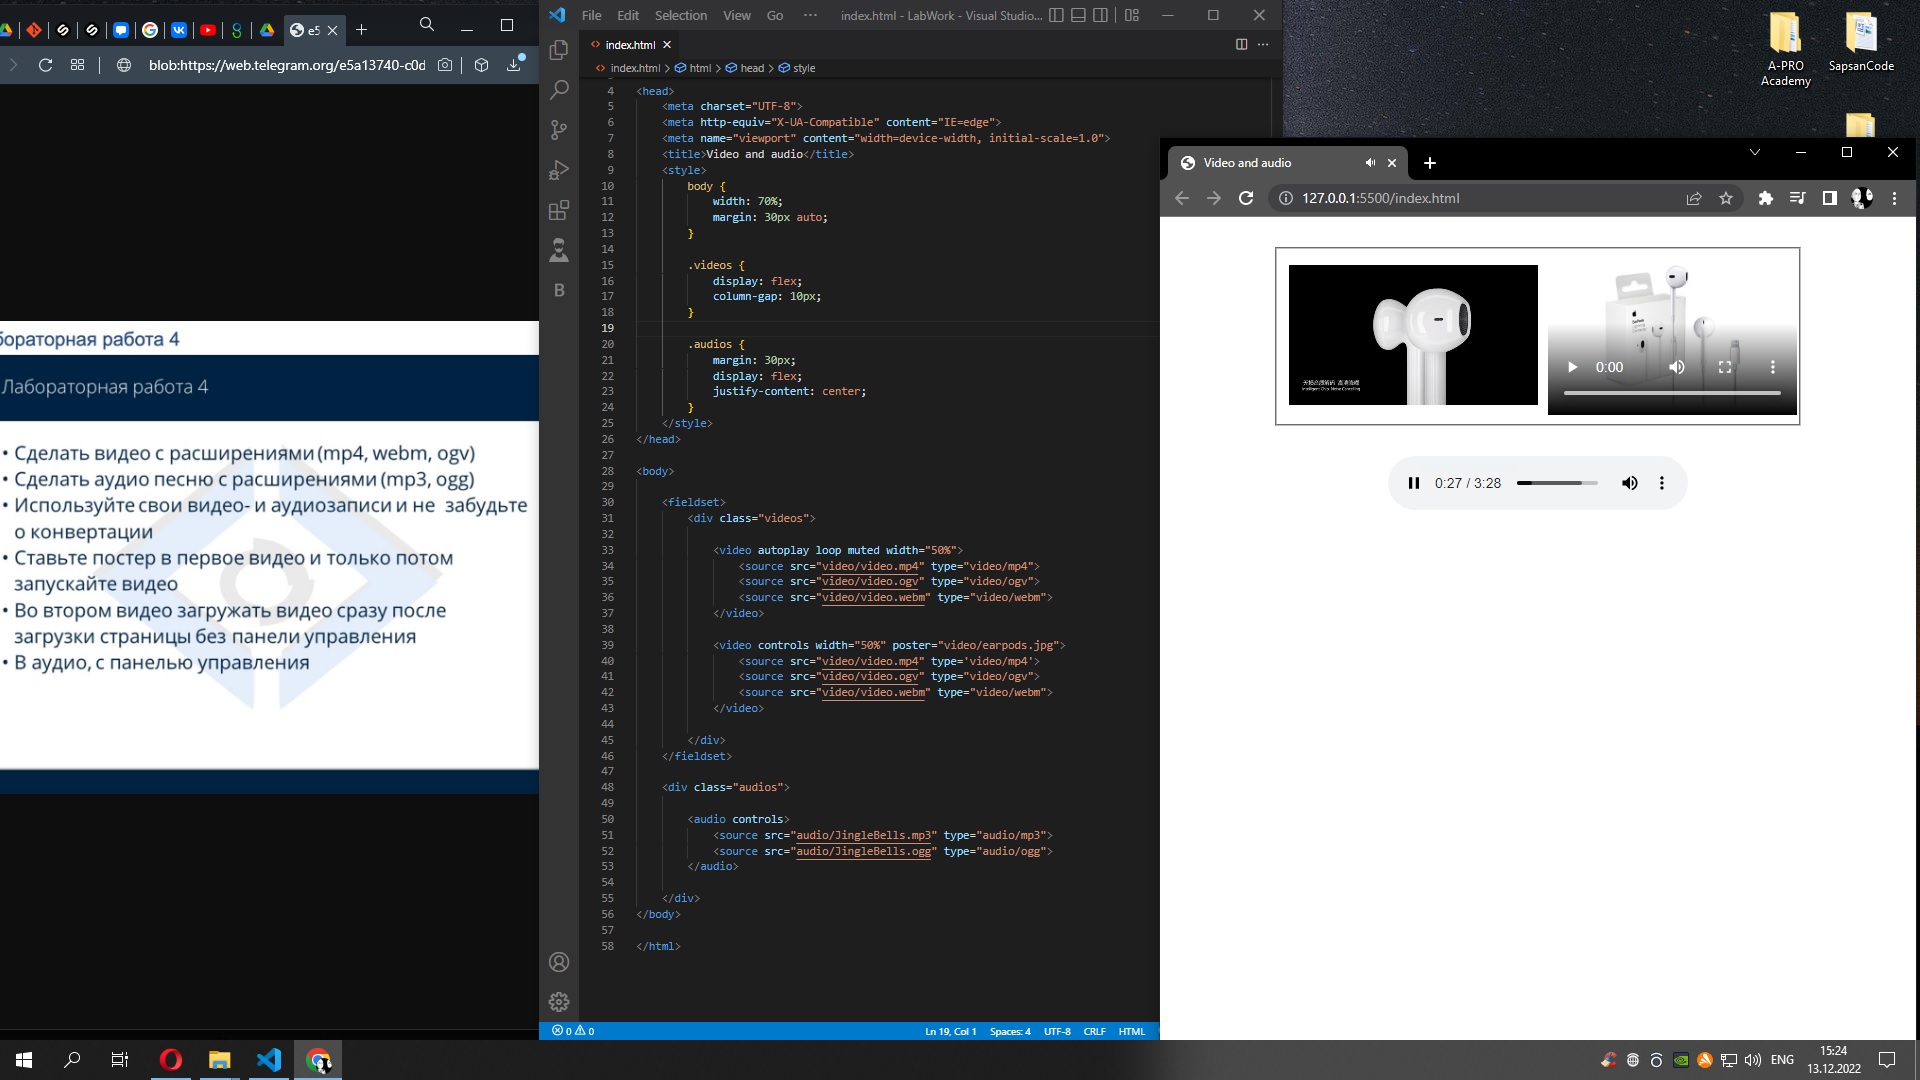 e5
blob:https://web.telegram.org/e5a13740-c0d
бораторная работа 4
Лабораторная работа 4
• Сделать видео с расширениями (mp4, webm, ogv)
• Сделать аудио песню с расширениями (mp3, ogg)
• Используйте свои видео- и аудиозаписи и не забудьте
о конвертации
• Ставьте постер в первое видео и только потом
запускайте видео
• Во втором видео загружать видео сразу после
загрузки страницы без панели управления
• В аудио, с панелью управления
File Edit Selection View Go ··· index.html - LabWork - Visual Studio...
index.html
index.html > html > head > style
4 <head>
5 <meta charset="UTF-8">
6 <meta http-equiv="X-UA-Compatible" content="IE=edge">
7 <meta name="viewport" content="width=device-width, initial-scale=1.0">
8 <title>Video and audio</title>
9 <style>
10 body {
11 width: 70%;
12 margin: 30px auto;
13 }
14
15 .videos {
16 display: flex;
17 column-gap: 10px;
18 }
19
20 .audios {
21 margin: 30px;
22 display: flex;
23 justify-content: center;
24 }
25 </style>
26 </head>
27
28 <body>
29
30 <fieldset>
31 <div class="videos">
32
33 <video autoplay loop muted width="50%">
34 <source src="video/video.mp4" type="video/mp4">
35 <source src="video/video.ogv" type="video/ogv">
36 <source src="video/video.webm" type="video/webm">
37 </video>
38
39 <video controls width="50%" poster="video/earpods.jpg">
40 <source src="video/video.mp4" type='video/mp4'>
41 <source src="video/video.ogv" type="video/ogv">
42 <source src="video/video.webm" type="video/webm">
43 </video>
44
45 </div>
46 </fieldset>
47
48 <div class="audios">
49
50 <audio controls>
51 <source src="audio/JingleBells.mp3" type="audio/mp3">
52 <source src="audio/JingleBells.ogg" type="audio/ogg">
53 </audio>
54
55 </div>
56 </body>
57
58 </html>
B
0 0
Ln 19, Col 1 Spaces: 4 UTF-8 CRLF HTML
A-PRO
Academy
SapsanCode
Video and audio
127.0.0.1:5500/index.html
0:00
0:27 / 3:28
ENG
15:24
13.12.2022